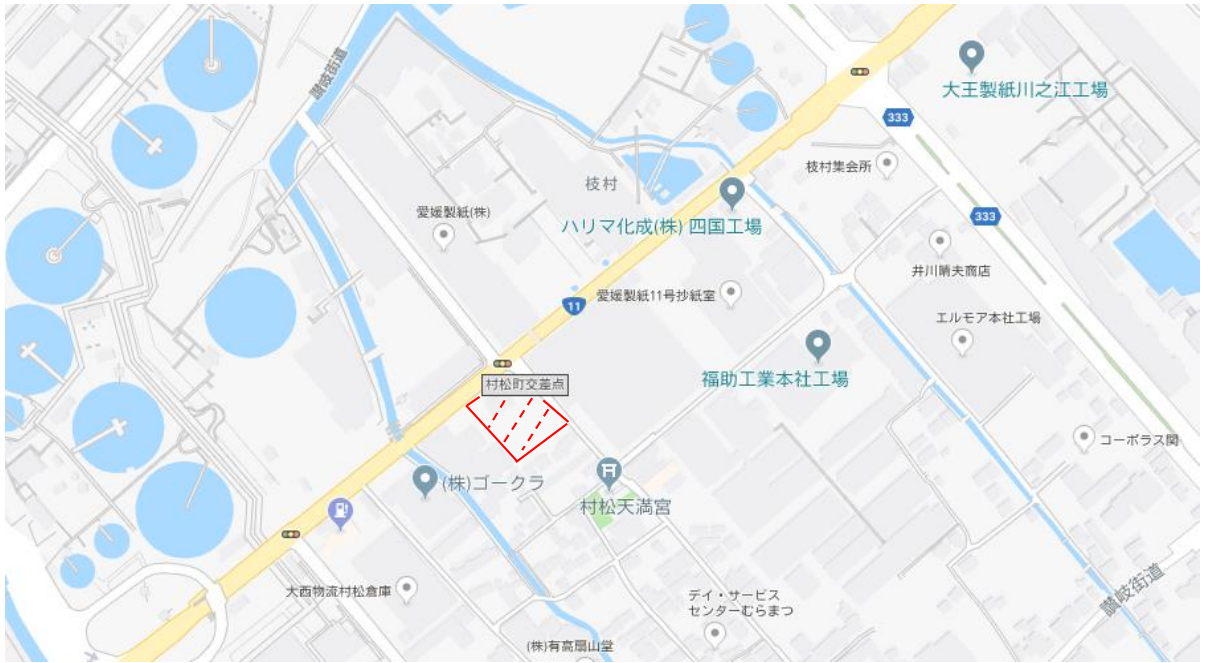 讃岐街道
大王製紙川之江工場
333
枝村集会所
枝村
愛媛製紙(株)
ハリマ化成(株) 四国工場
333
井川晴夫商店
愛媛製紙11号抄紙室
11
エルモア本社工場
村松町交差点
福助工業本社工場
コーポラス関
(株)ゴークラ
村松天満宮
大西物流村松倉庫
デイ・サービス
センターむらまつ
讃岐街道
(株)有高扇山堂